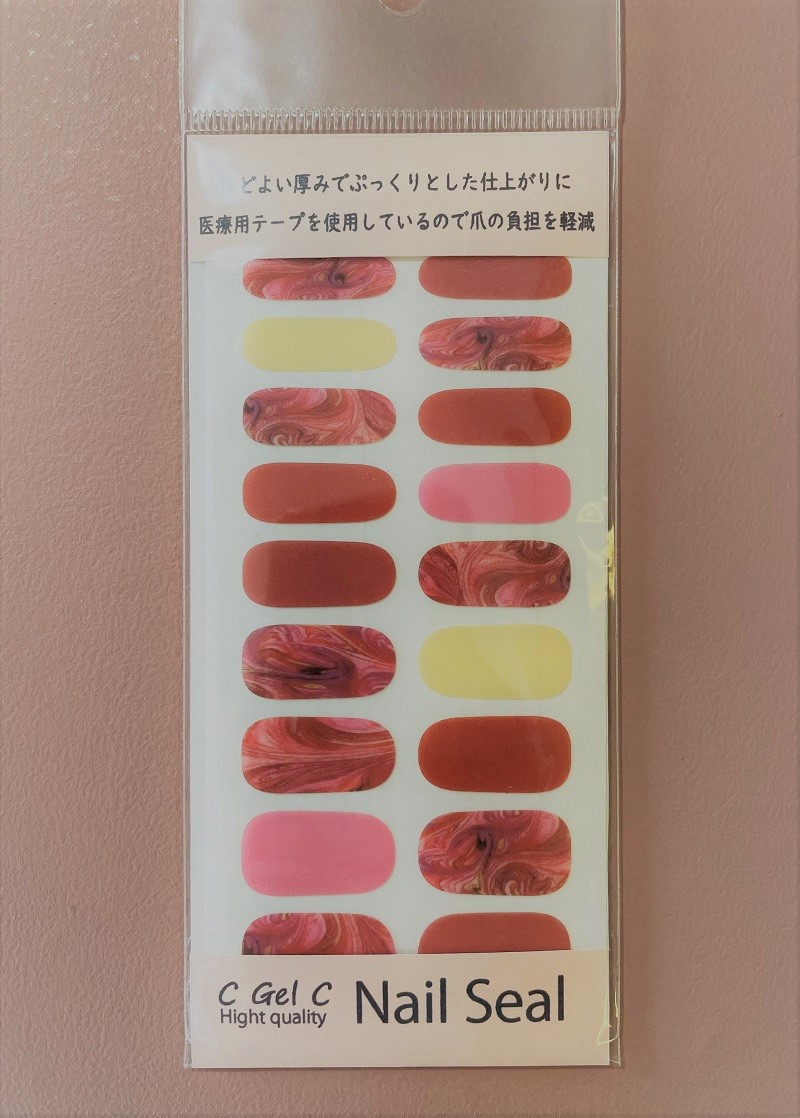 どよい厚みでぷっくりとした仕上がりに
医療用テープを使用しているので爪の負担を軽減
C Gel C
Hight quality
Nail Seal